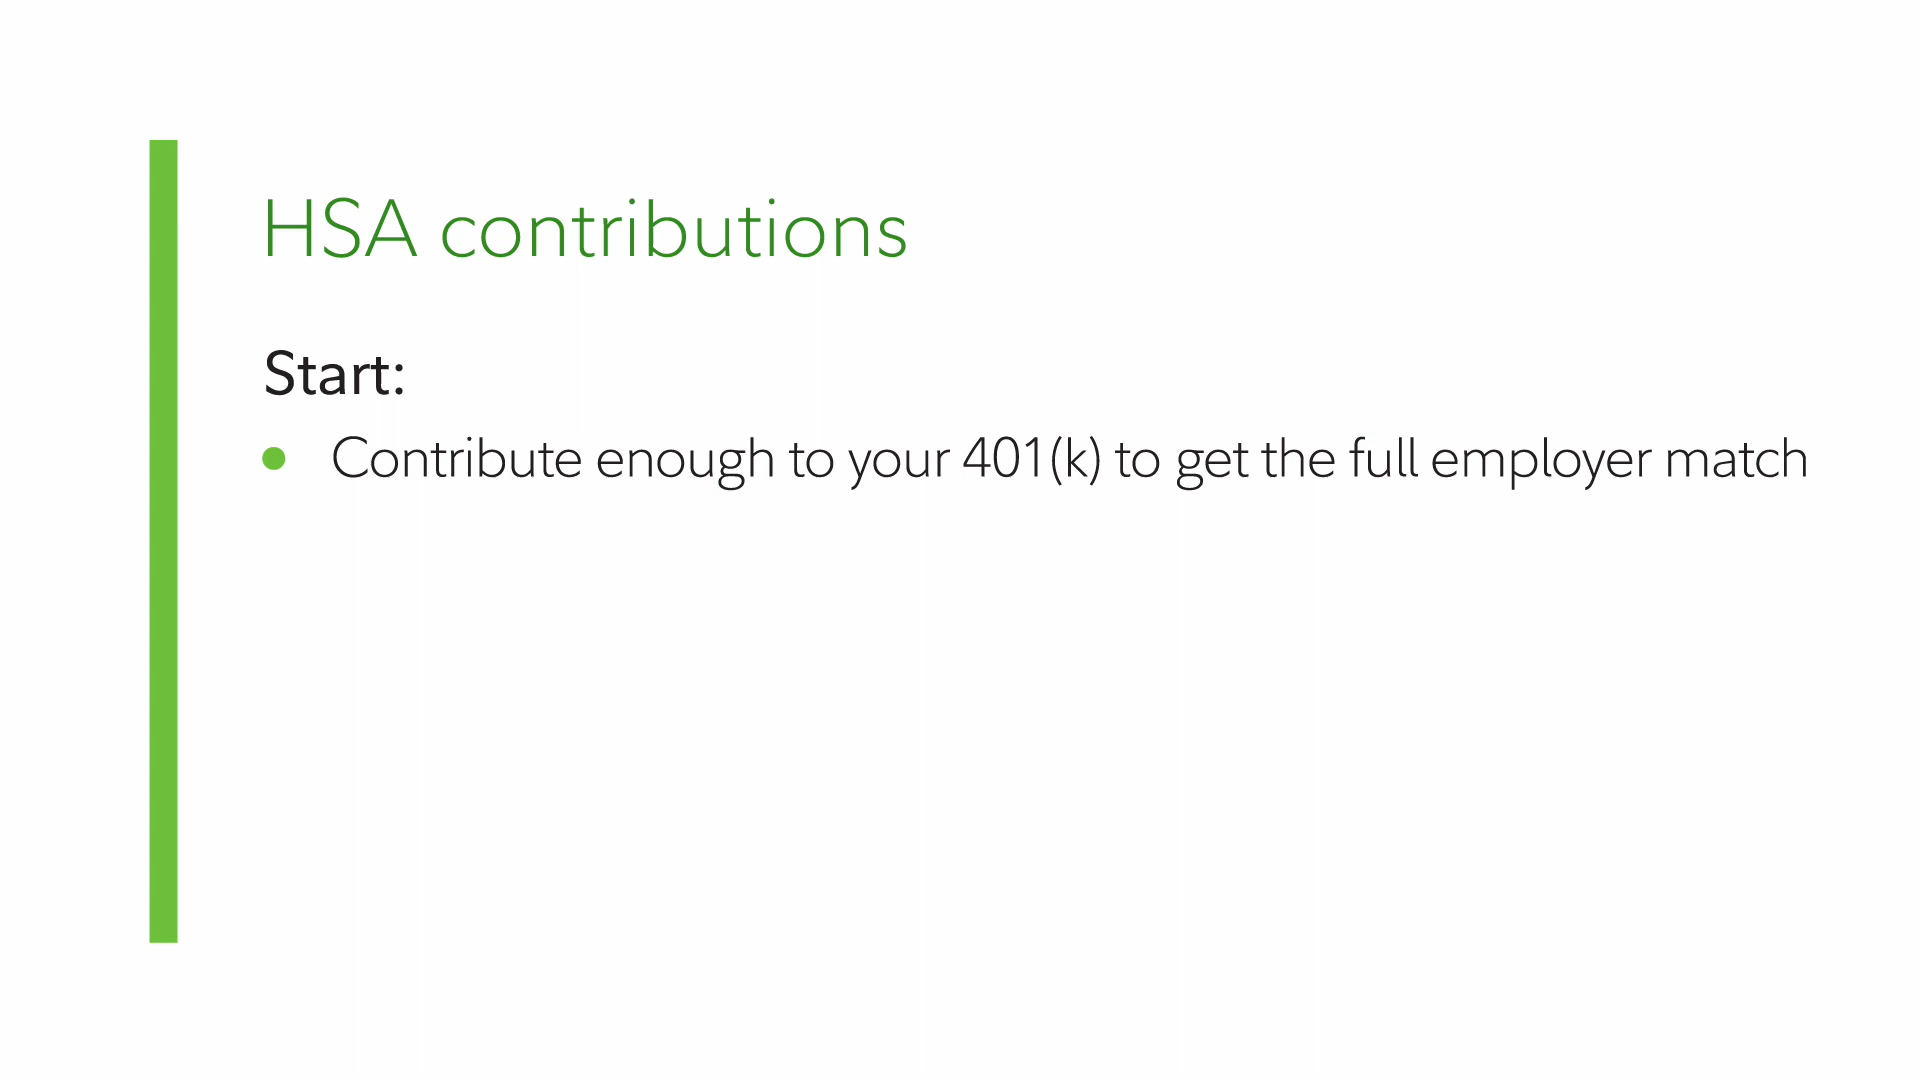 HSA contributions
Start:
• Contribute enough to your 401(k) to get the full employer match